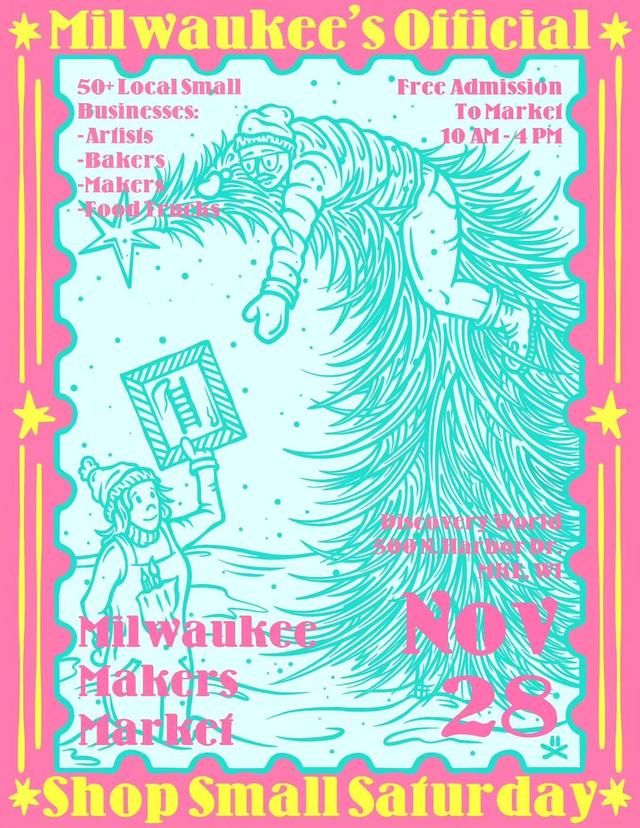 Milwaukee's Official
50+ Local Small
Businesses:
-Artists
-Bakers
-Makers
-Food Trucks
Free Admission
To Market
10 AM - 4 PM
Discovery World
500 N. Harbor Dr.
MKE, WI
Milwaukee
Makers
Market
Nov
28
Shop Small Saturday